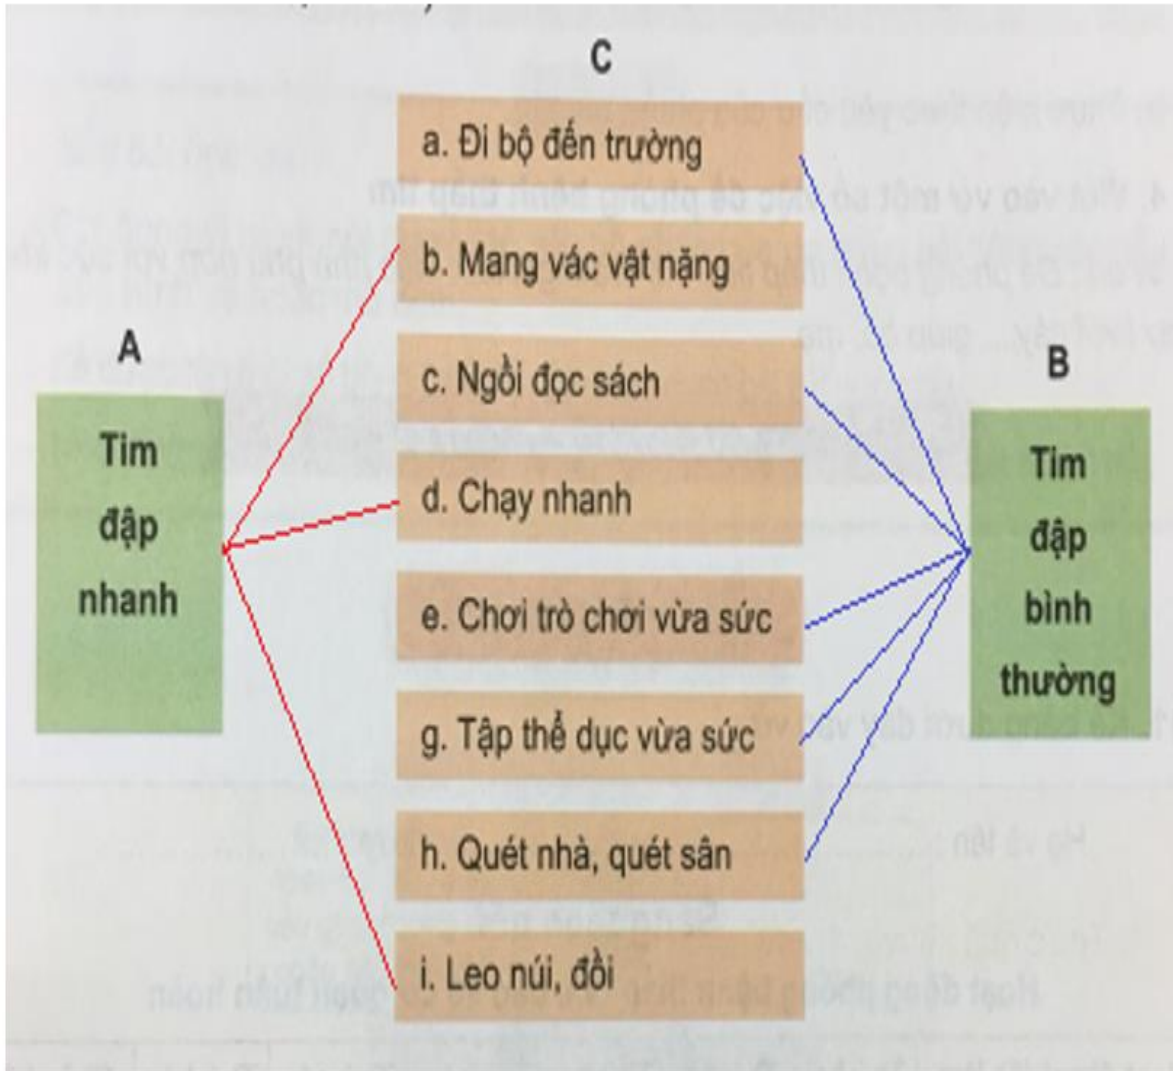 C
a. Đi bộ đến trường
b. Mang vác vật nặng
c. Ngồi đọc sách
d. Chạy nhanh
e. Chơi trò chơi vừa sức
g. Tập thể dục vừa sức
h. Quét nhà, quét sân
i. Leo núi, đồi
A
Tim
đập
nhanh
B
Tim
đập
bình
thường